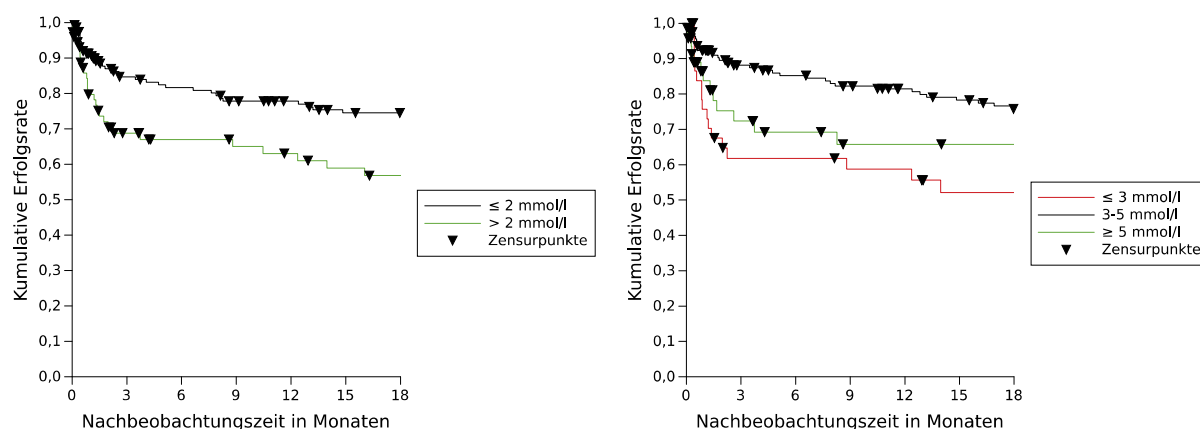 Kumulative Erfolgsrate
1,0
0,9
0,8
0,7
0,6
0,5
0,4
0,3
0,2
0,1
0,0
0 3 6 9 12 15 18
Nachbeobachtungszeit in Monaten
≤ 2 mmol/l
> 2 mmol/l
Zensurpunkte
Kumulative Erfolgsrate
1,0
0,9
0,8
0,7
0,6
0,5
0,4
0,3
0,2
0,1
0,0
0 3 6 9 12 15 18
Nachbeobachtungszeit in Monaten
≤ 3 mmol/l
3-5 mmol/l
≥ 5 mmol/l
Zensurpunkte